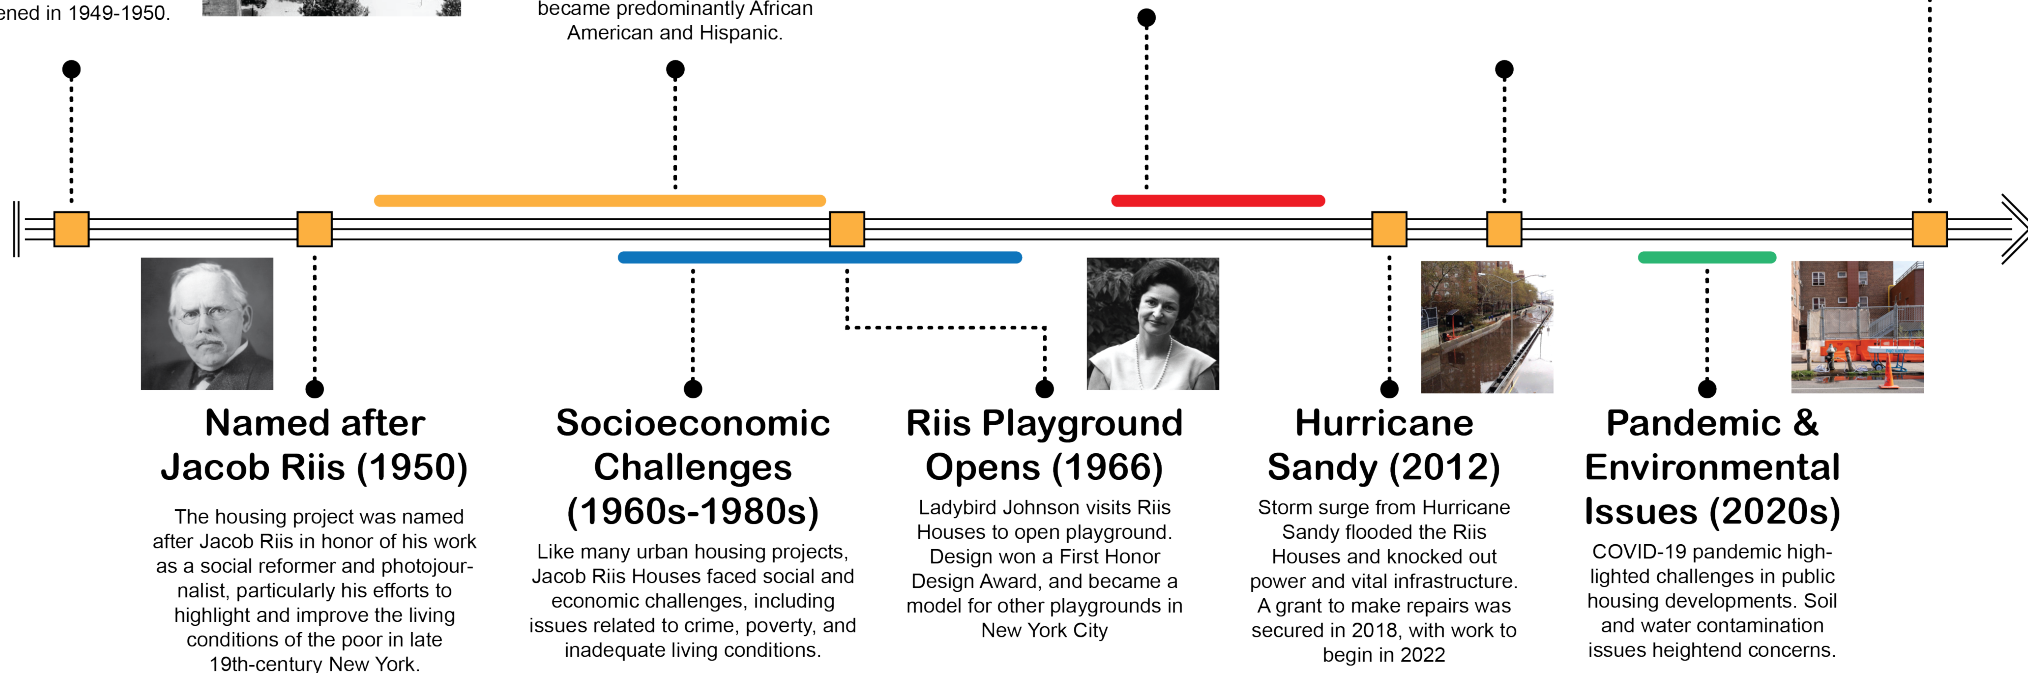 ened in 1949-1950.
became predominantly African
American and Hispanic.
Named after
Jacob Riis (1950)
The housing project was named
after Jacob Riis in honor of his work
as a social reformer and photojour-
nalist, particularly his efforts to
highlight and improve the living
conditions of the poor in late
19th-century New York.
Socioeconomic
Challenges
(1960s-1980s)
Like many urban housing projects,
Jacob Riis Houses faced social and
economic challenges, including
issues related to crime, poverty, and
inadequate living conditions.
Riis Playground
Opens (1966)
Ladybird Johnson visits Riis
Houses to open playground.
Design won a First Honor
Design Award, and became a
model for other playgrounds in
New York City
Hurricane
Sandy (2012)
Storm surge from Hurricane
Sandy flooded the Riis
Houses and knocked out
power and vital infrastructure.
A grant to make repairs was
secured in 2018, with work to
begin in 2022
Pandemic &
Environmental
Issues (2020s)
COVID-19 pandemic high-
lighted challenges in public
housing developments. Soil
and water contamination
issues heightend concerns.